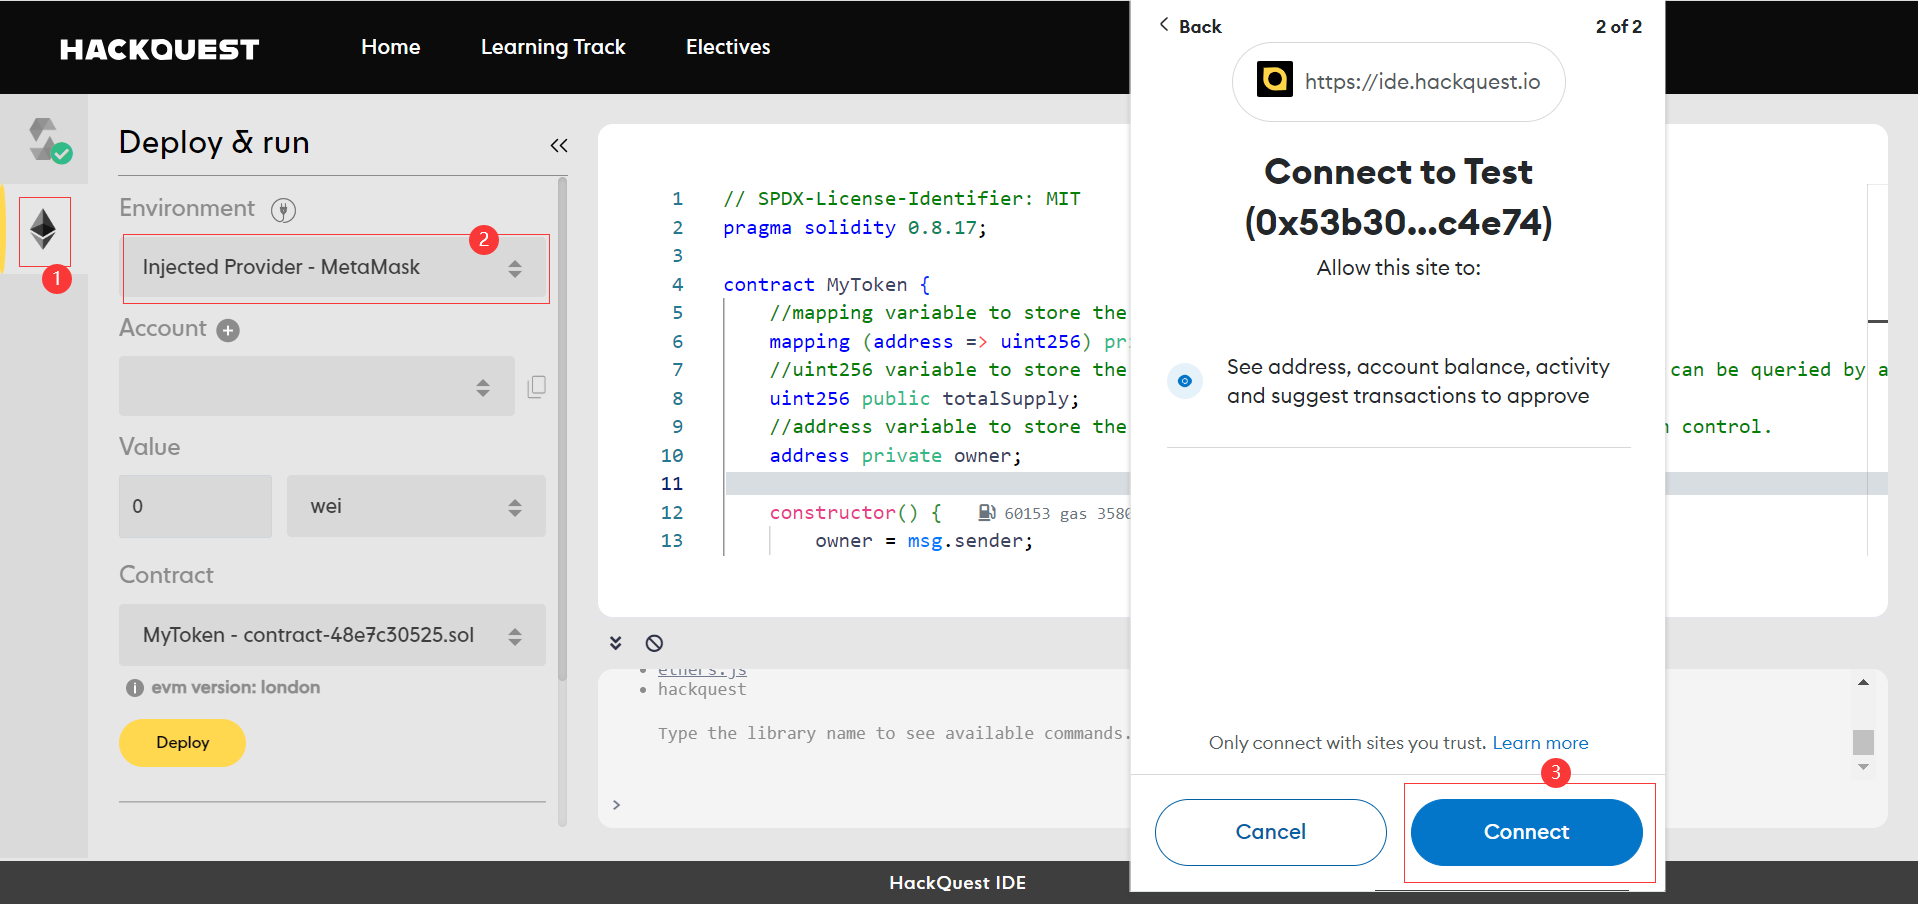 HACKQUEST
Home
Learning Track
Electives
Deploy & run
Environment
Injected Provider - MetaMask
1
2
Account
Value
0
wei
Contract
MyToken - contract-48e7c30525.sol
evm version: london
Deploy
1 // SPDX-License-Identifier: MIT
2 pragma solidity 0.8.17;
3
4 contract MyToken {
5 //mapping variable to store the
6 mapping (address => uint256) pri
7 //uint256 variable to store the can be queried by a
8 uint256 public totalSupply;
9 //address variable to store the control.
10 address private owner;
11
12 constructor() { 60153 gas 3580
13 owner = msg.sender;
ethers.js
hackquest
Type the library name to see available commands.
>
Back
2 of 2
https://ide.hackquest.io
Connect to Test
(0x53b30...c4e74)
Allow this site to:
See address, account balance, activity
and suggest transactions to approve
Only connect with sites you trust. Learn more
3
Cancel
Connect
HackQuest IDE